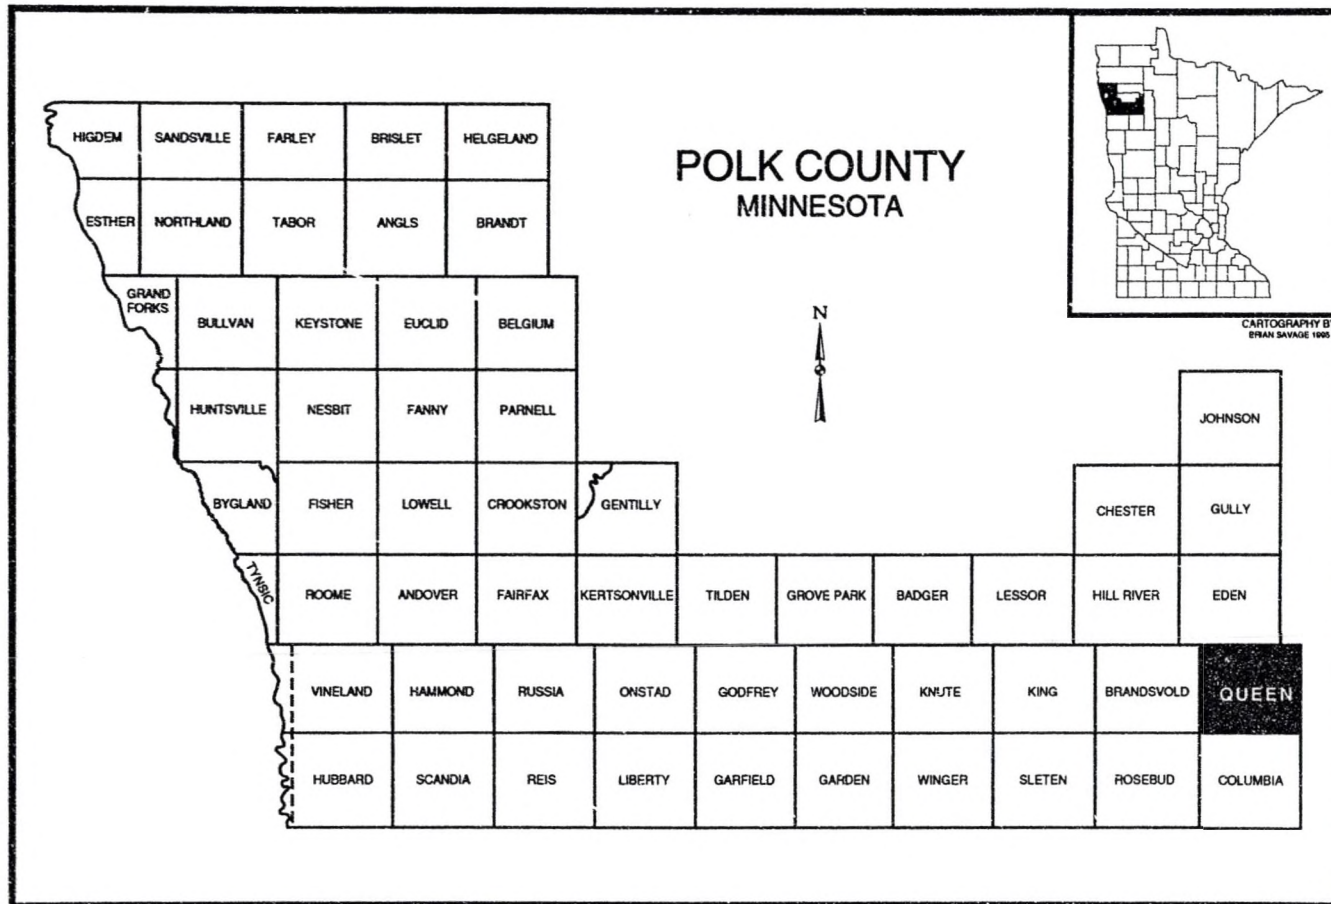 POLK COUNTY
MINNESOTA
CARTOGRAPHY BY
BRIAN SAVAGE 1995
N
HIGDEM SANDSVILLE FARLEY BRISLET HELGELAND
ESTHER NORTHLAND TABOR ANGLS BRANDT
GRAND
FORKS
BULLVAN KEYSTONE EUCLID BELGIUM
HUNTSVILLE NESBIT FANNY PARNELL
JOHNSON
BYGLAND FISHER LOWELL CROOKSTON GENTILLY CHESTER GULLY
TYNSIC ROOME ANDOVER FAIRFAX KERTSONVILLE TILDEN GROVE PARK BADGER LESSOR HILL RIVER EDEN
VINELAND HAMMOND RUSSIA ONSTAD GODFREY WOODSIDE KNUTE KING BRANDSVOLD QUEEN
HUBBARD SCANDIA REIS LIBERTY GARFIELD GARDEN WINGER SLETEN ROSEBUD COLUMBIA